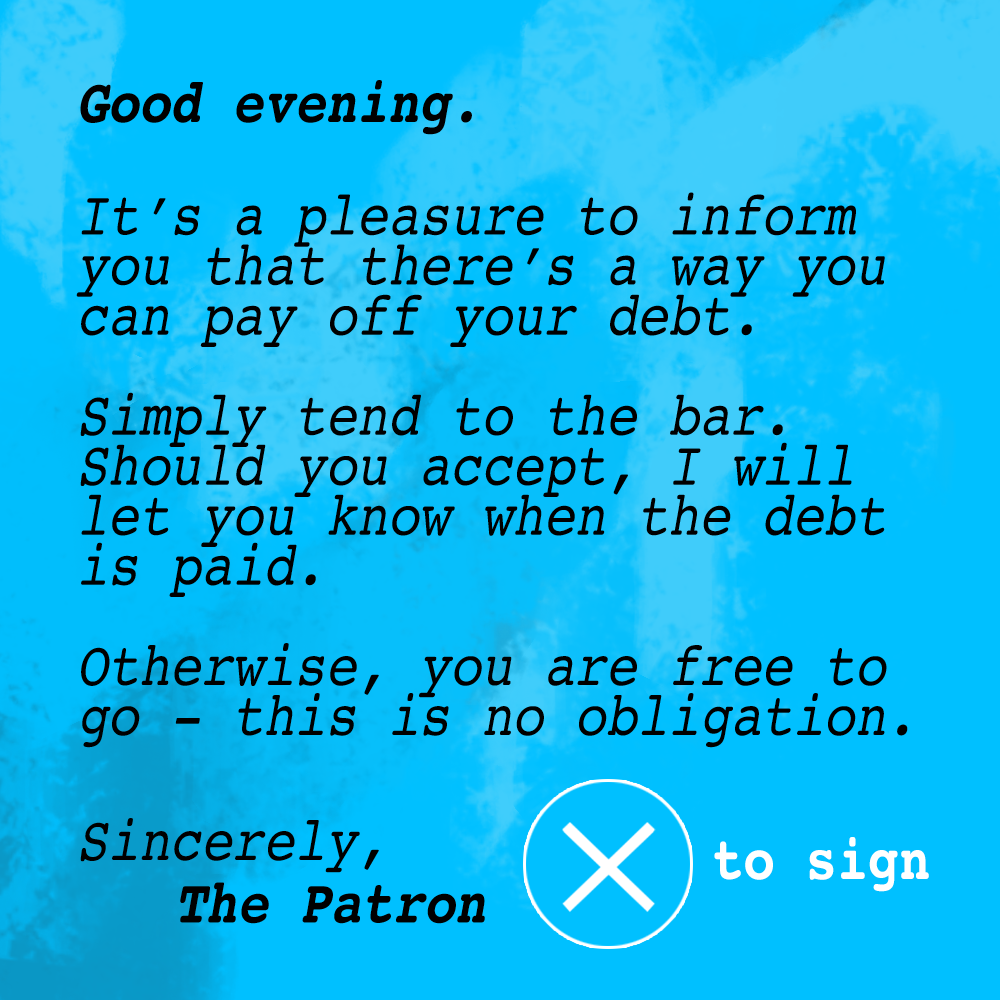 Good evening.
It’s a pleasure to inform
you that there’s a way you
can pay off your debt.
Simply tend to the bar.
Should you accept, I will
let you know when the debt
is paid.
Otherwise, you are free to
go – this is no obligation.
Sincerely,
The Patron
to sign